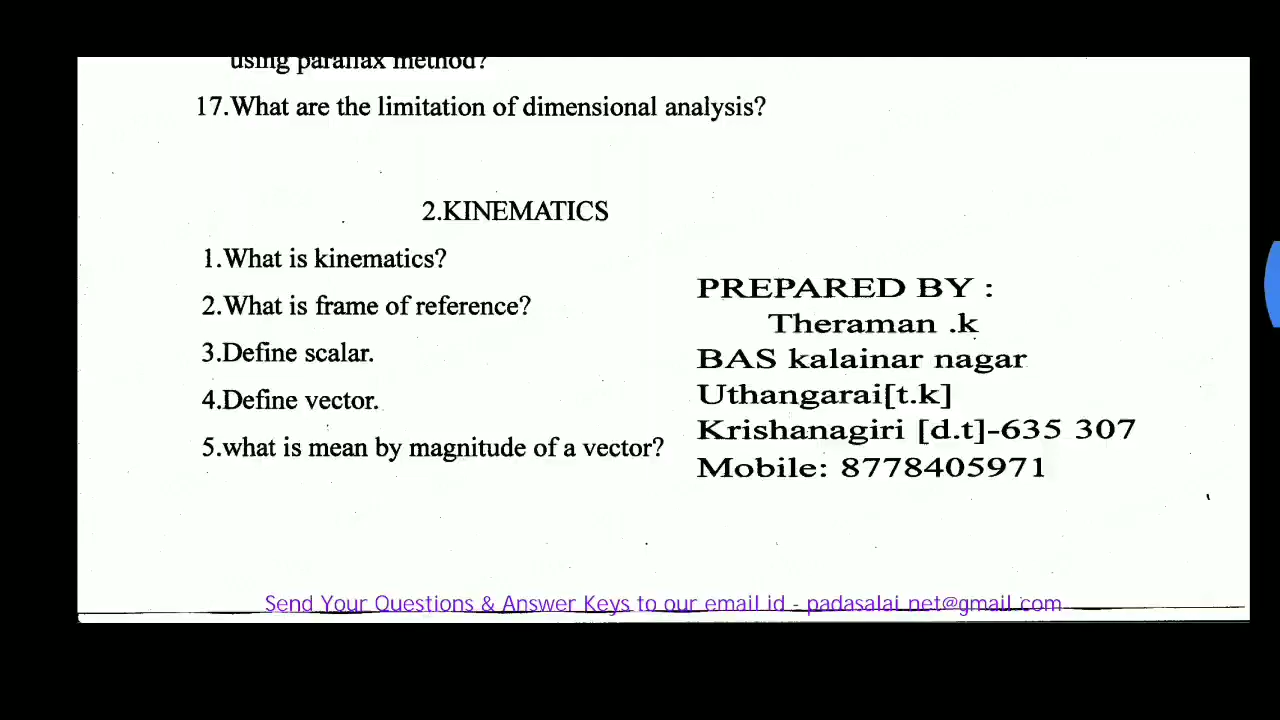 using parallax method?
17.What are the limitation of dimensional analysis?
2.KINEMATICS
1.What is kinematics?
2.What is frame of reference?
3.Define scalar.
4.Define vector.
5.what is mean by magnitude of a vector?
PREPARED BY :
Theraman .k
BAS kalainar nagar
Uthangarai[t.k]
Krishanagiri [d.t]-635 307
Mobile: 8778405971
Send Your Questions & Answer Keys to our email id - padasalai.net@gmail.com